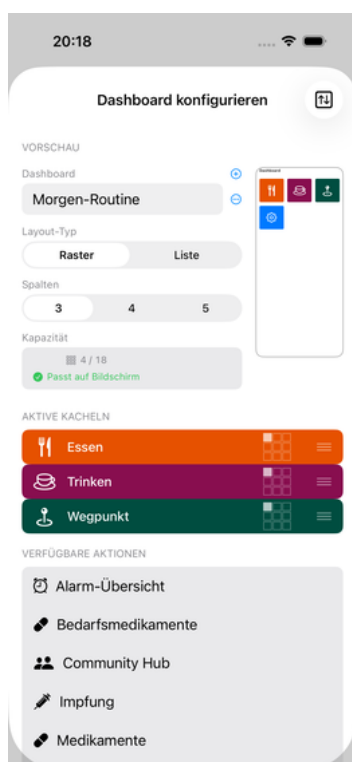 20:18
Dashboard konfigurieren
VORSCHAU
Dashboard
Morgen-Routine
Layout-Typ
Raster Liste
Spalten
3 4 5
Kapazität
4 / 18
Passt auf Bildschirm
Dashboard
AKTIVE KACHELN
Essen
Trinken
Wegpunkt
VERFÜGBARE AKTIONEN
Alarm-Übersicht
Bedarfsmedikamente
Community Hub
Impfung
Medikamente